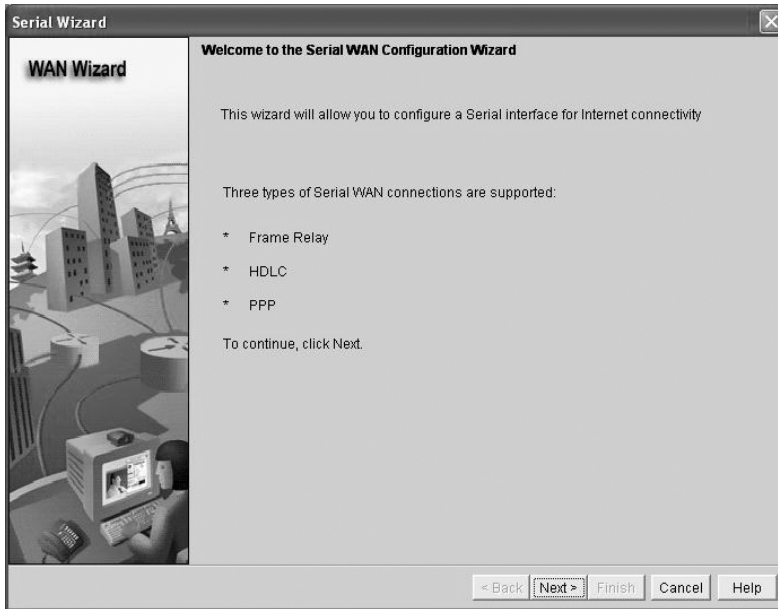 Serial Wizard
WAN Wizard
Welcome to the Serial WAN Configuration Wizard
This wizard will allow you to configure a Serial interface for Internet connectivity
Three types of Serial WAN connections are supported:
* Frame Relay
* HDLC
* PPP
To continue, click Next.
< Back Next > Finish Cancel Help